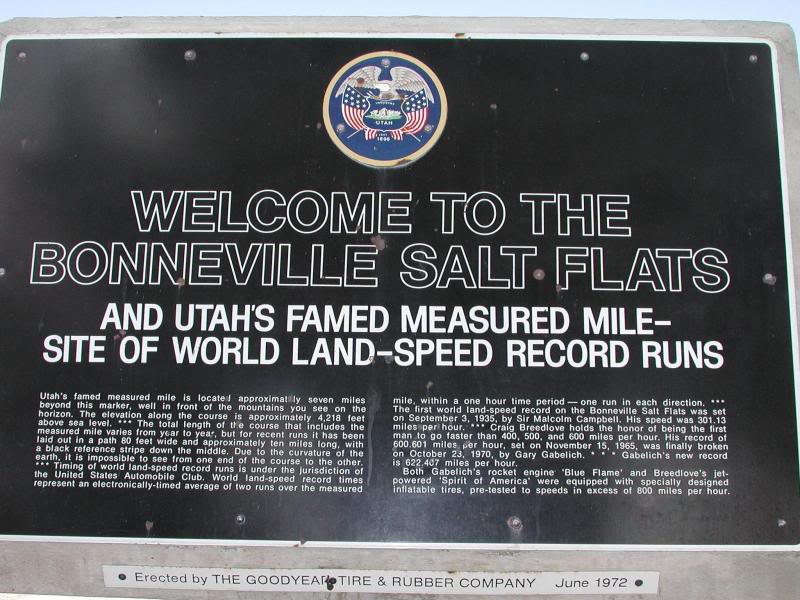 INDUSTRY
UTAH
1847
1896
WELCOME TO THE
BONNEVILLE SALT FLATS
AND UTAH'S FAMED MEASURED MILE–
SITE OF WORLD LAND–SPEED RECORD RUNS
Utah's famed measured mile is located approximately seven miles
beyond this marker, well in front of the mountains you see on the
horizon. The elevation along the course is approximately 4,218 feet
above sea level. *** The total length of the course that includes the
measured mile varies from year to year, but for recent runs it has been
laid out in a path 80 feet wide and approximately ten miles long, with
a black reference stripe down the middle. Due to the curvature of the
earth, it is impossible to see from one end of the course to the other.
*** Timing of world land-speed record runs is under the jurisdiction of
the United States Automobile Club. World land-speed record times
represent an electronically-timed average of two runs over the measured
mile, within a one hour time period — one run in each direction. ***
The first world land-speed record on the Bonneville Salt Flats was set
on September 3, 1935, by Sir Malcolm Campbell. His speed was 301.13
miles per hour. *** Craig Breedlove holds the honor of being the first
man to go faster than 400, 500, and 600 miles per hour. His record of
600.601 miles per hour, set on November 15, 1965, was finally broken
on October 23, 1970, by Gary Gabelich. * * * Gabelich's new record
is 622.407 miles per hour.
Both Gabelich's rocket engine 'Blue Flame' and Breedlove's jet-
powered 'Spirit of America' were equipped with specially designed
inflatable tires, pre-tested to speeds in excess of 800 miles per hour.
Erected by THE GOODYEAR TIRE & RUBBER COMPANY June 1972